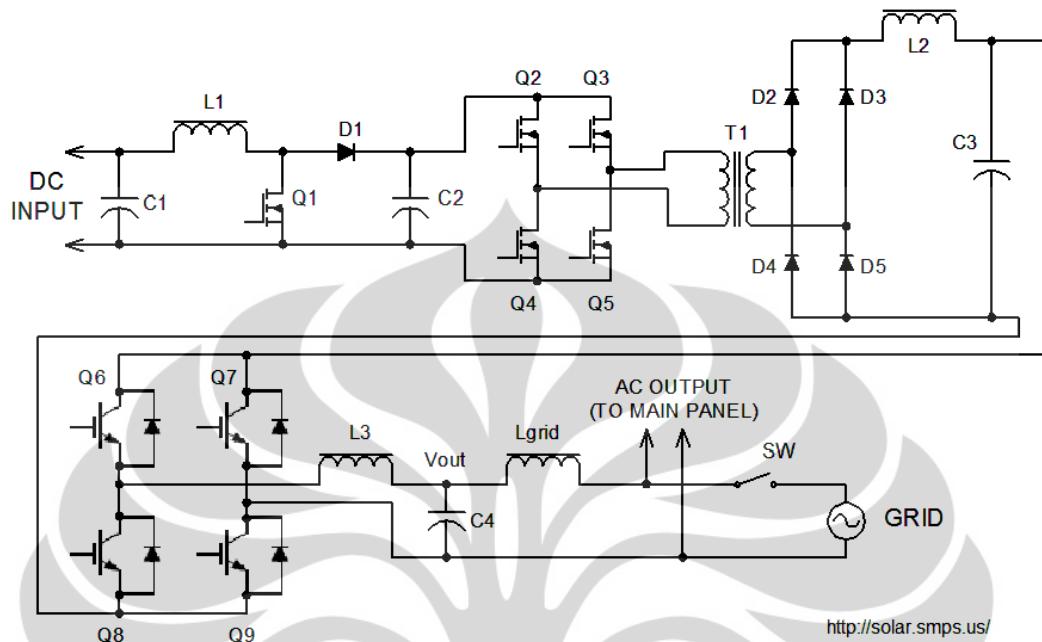 L2
Q2
Q3
D2
D3
L1
D1
T1
C3
DC
INPUT
C1
Q1
C2
D4
D5
Q4
Q5
Q6
Q7
AC OUTPUT
(TO MAIN PANEL)
L3
Lgrid
SW
Vout
C4
GRID
Q8
Q9
http://solar.smps.us/